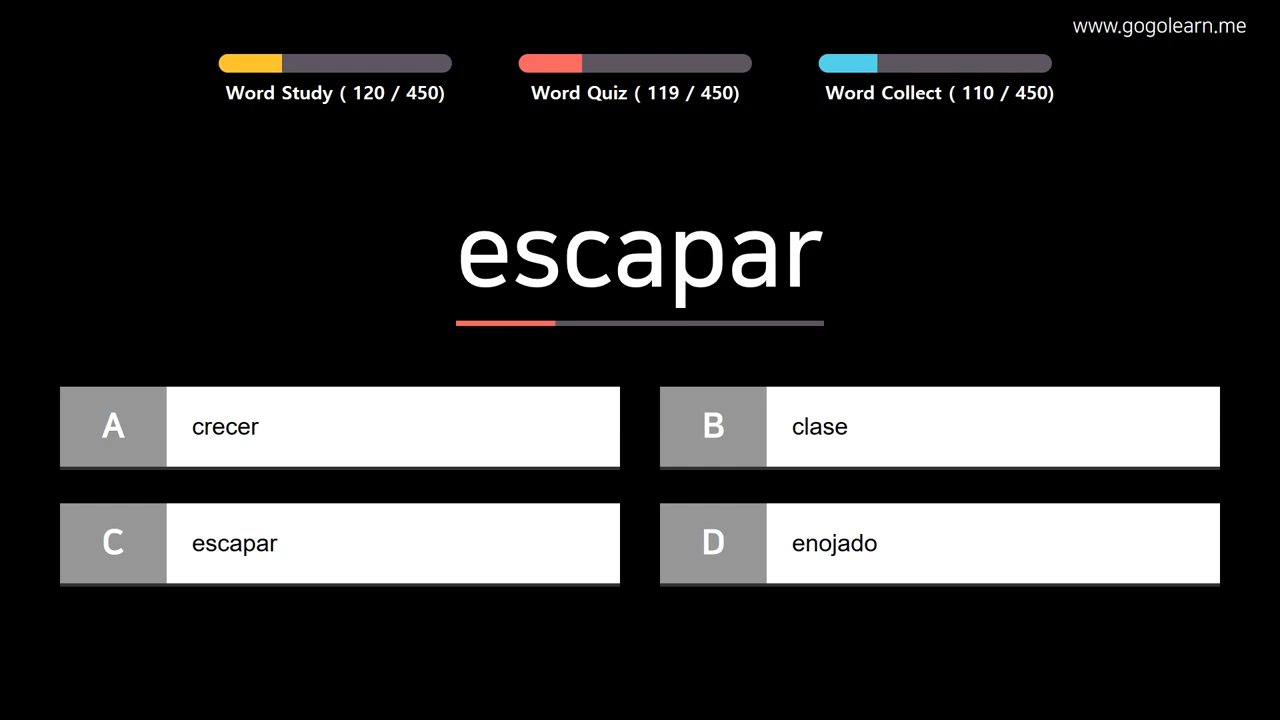 www.gogolearn.me
Word Study ( 120 / 450)
Word Quiz ( 119 / 450)
Word Collect ( 110 / 450)
escapar
A crecer
B clase
C escapar
D enojado